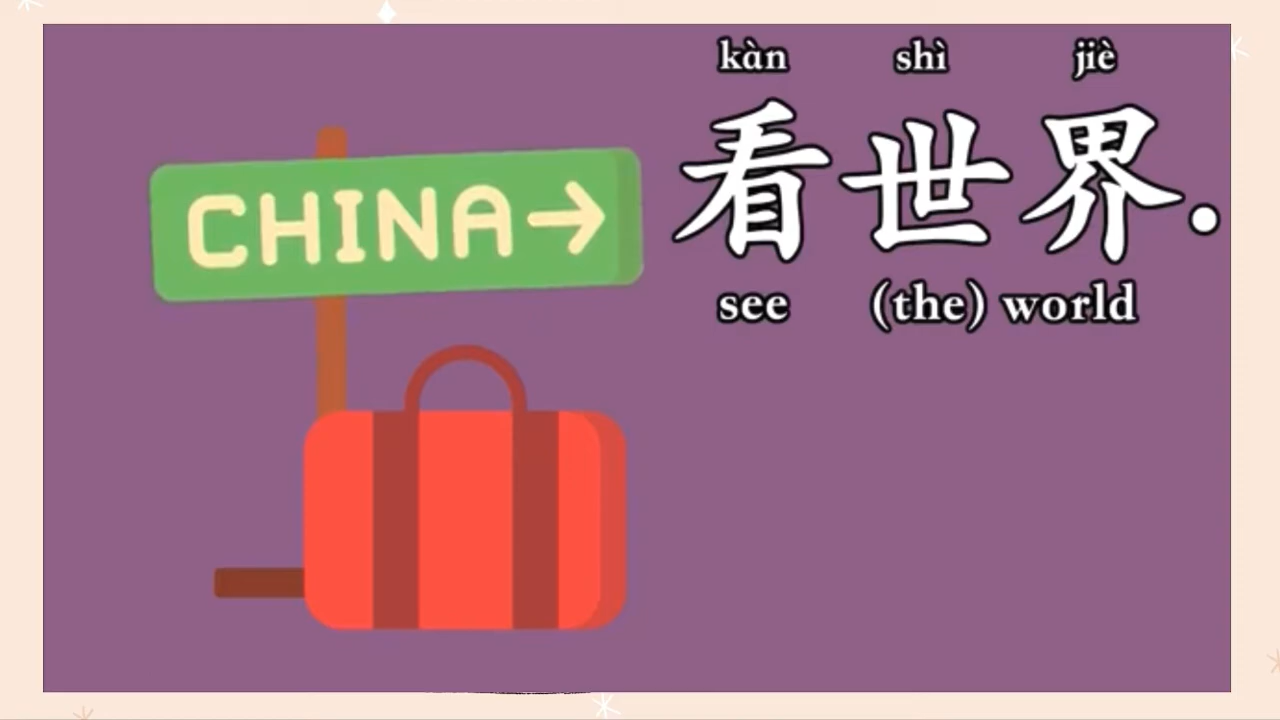 CHINA→
kàn shì jiè
看世界.
see (the) world